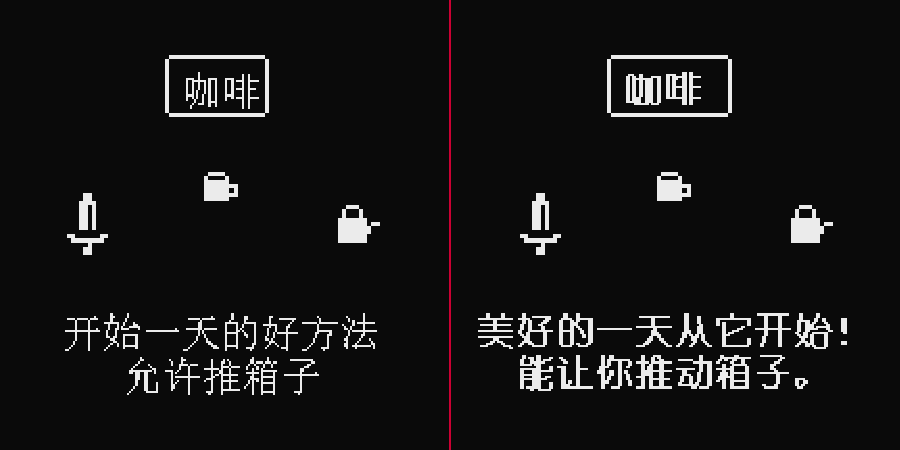 咖啡
开始一天的好方法
允许推箱子
咖啡
美好的一天从它开始!
能让你推动箱子。